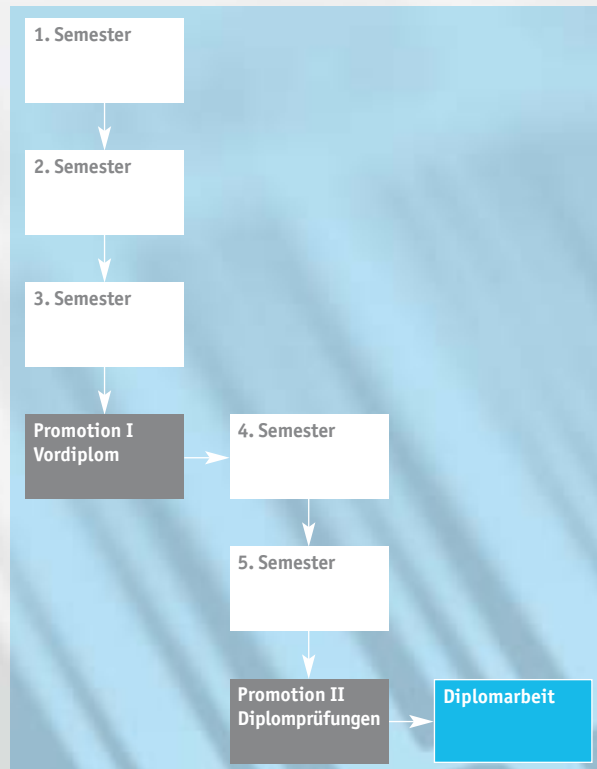 1. Semester
2. Semester
3. Semester
Promotion I
Vordiplom
4. Semester
5. Semester
Promotion II
Diplomprüfungen
Diplomarbeit